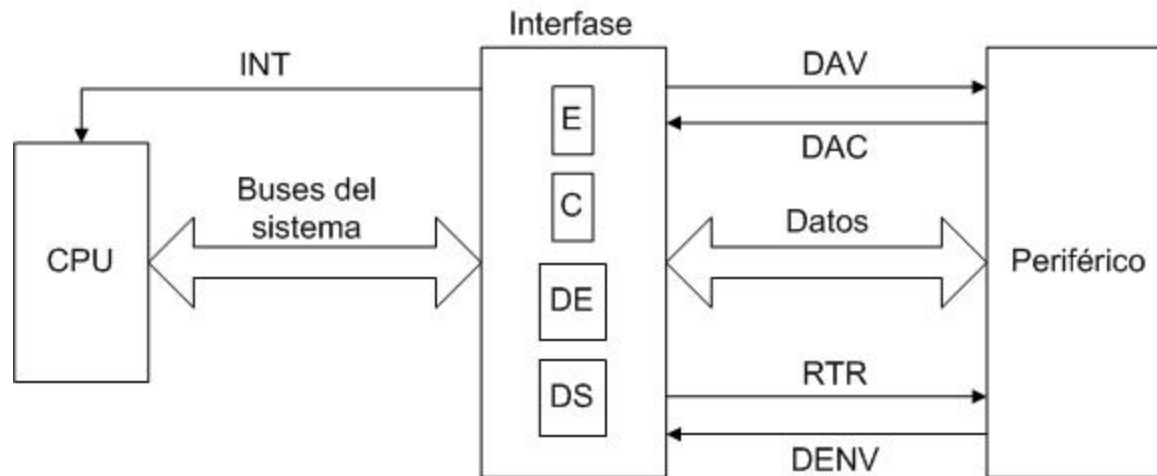 Interfase
INT
DAV
E
DAC
Buses del
sistema
C
Datos
CPU
Periférico
DE
RTR
DS
DENV